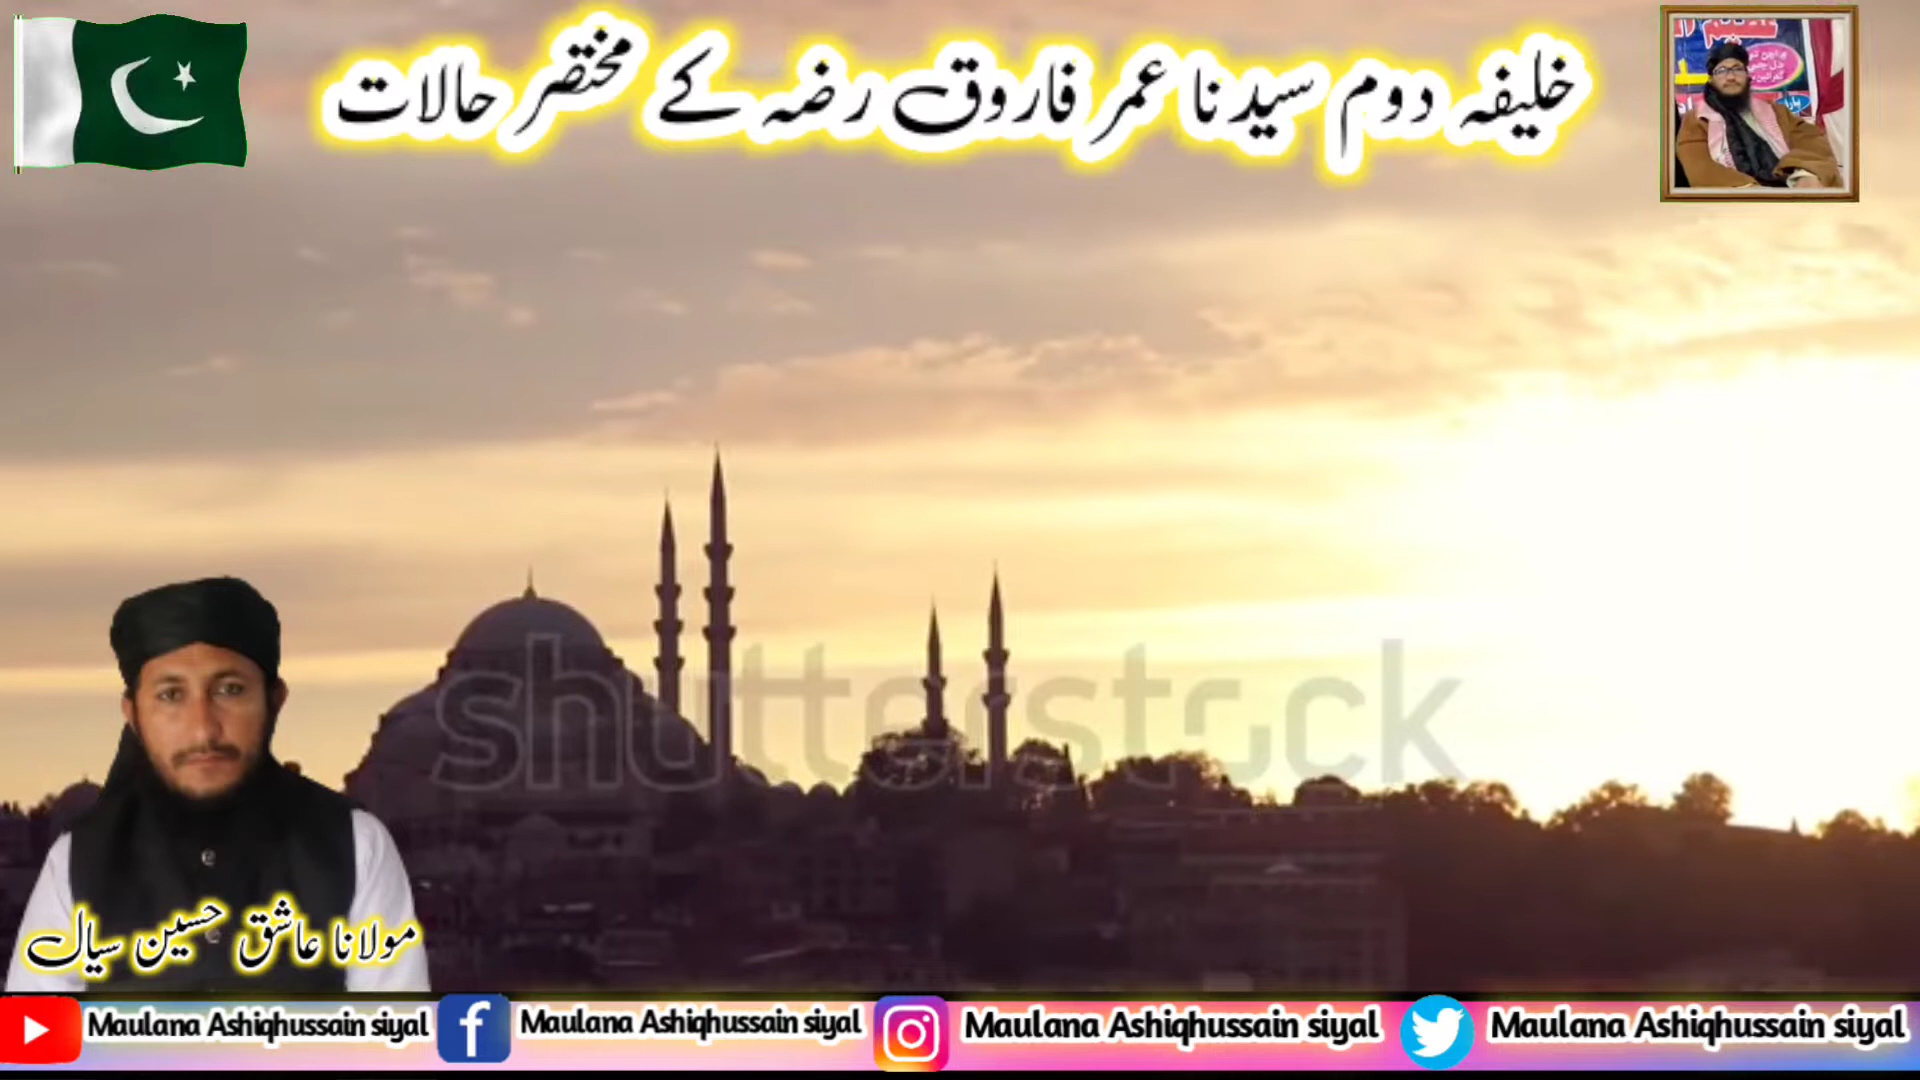 خلیفہ دوم سیدنا عمر فاروق رضہ کے مختصر حالات
shutterstock
مولانا عاشق حسین سیال
Maulana Ashiqhussain siyal
Maulana Ashiqhussain siyal
Maulana Ashiqhussain siyal
Maulana Ashiqhussain siyal